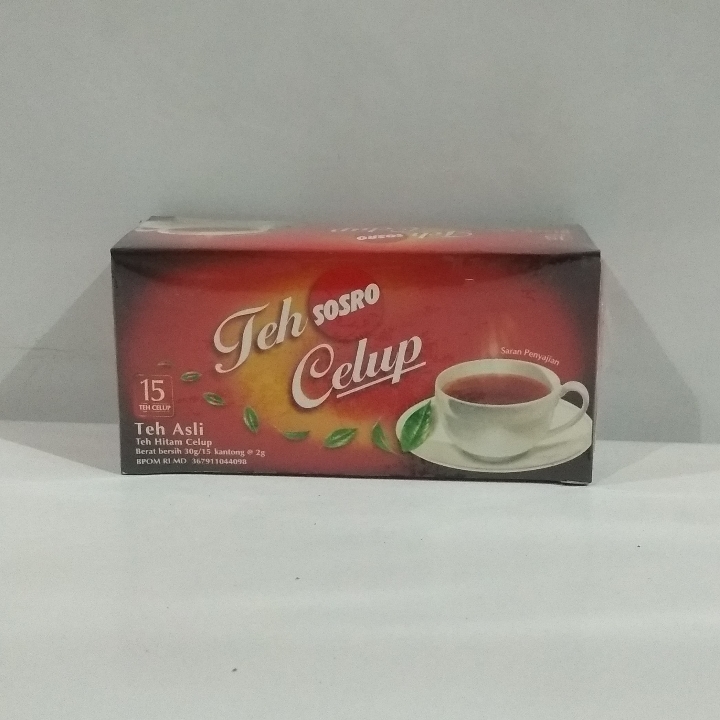 Teh SOSRO
Celup
Saran Penyajian
15
TEH CELUP
Teh Asli
Teh Hitam Celup
Berat bersih 30g/15 kantong @ 2g
BPOM RI MD 367911044098